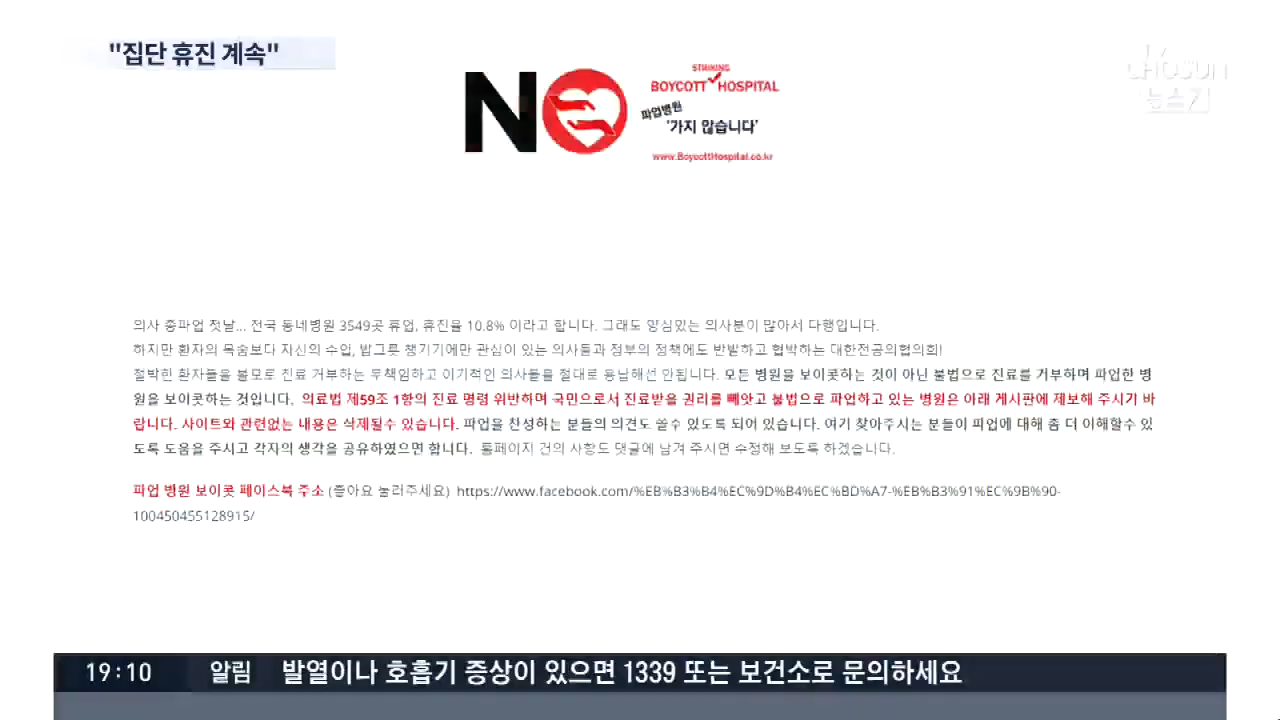 "집단 휴진 계속"
TV
CHOSUN
뉴스7
NO
STRIKING
BOYCOTT HOSPITAL
파업병원
'가지 않습니다'
www.BoycottHospital.co.kr
의사 총파업 첫날... 전국 동네병원 3549곳 휴업, 휴진율 10.8% 이라고 합니다. 그래도 양심있는 의사분이 많아서 다행입니다.
하지만 환자의 목숨보다 자신의 수입, 밥그릇 챙기기에만 관심이 있는 의사들과 정부의 정책에도 반발하고 협박하는 대한전공의협의회!
절박한 환자들을 볼모로 진료 거부하는 무책임하고 이기적인 의사들을 절대로 용납해선 안됩니다. 모든 병원을 보이콧하는 것이 아닌 불법으로 진료를 거부하며 파업한 병
원을 보이콧하는 것입니다. 의료법 제59조 1항의 진료 명령 위반하며 국민으로서 진료받을 권리를 빼앗고 불법으로 파업하고 있는 병원은 아래 게시판에 제보해 주시기 바
랍니다. 사이트와 관련없는 내용은 삭제될수 있습니다. 파업을 찬성하는 분들의 의견도 쓸수 있도록 되어 있습니다. 여기 찾아주시는 분들이 파업에 대해 좀 더 이해할수 있
도록 도움을 주시고 각자의 생각을 공유하였으면 합니다. 홈페이지 건의 사항도 댓글에 남겨 주시면 수정해 보도록 하겠습니다.
파업 병원 보이콧 페이스북 주소 (좋아요 눌러주세요) https://www.facebook.com/%EB%B3%B4%EC%9D%B4%EC%BD%A7-%EB%B3%91%EC%9B%90-
100450455128915/
19:10 알림 발열이나 호흡기 증상이 있으면 1339 또는 보건소로 문의하세요